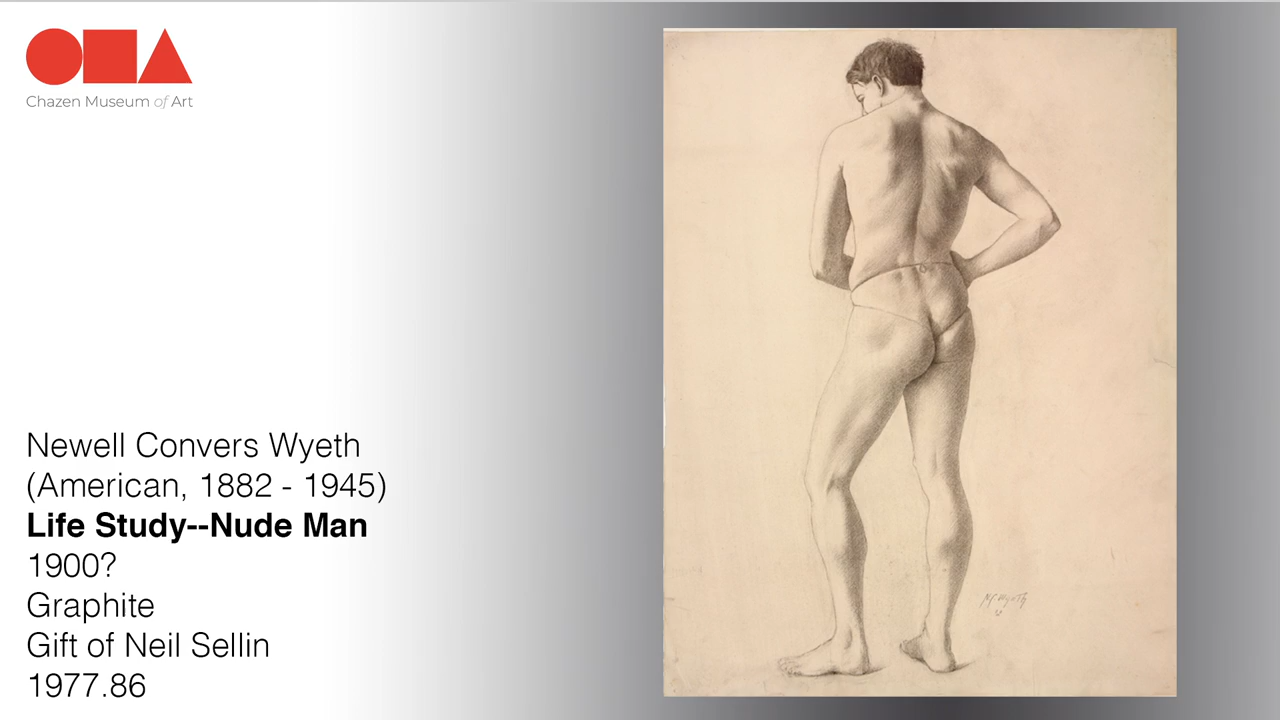 Chazen Museum of Art
Newell Convers Wyeth
(American, 1882 - 1945)
Life Study--Nude Man
1900?
Graphite
Gift of Neil Sellin
1977.86
N C Wyeth